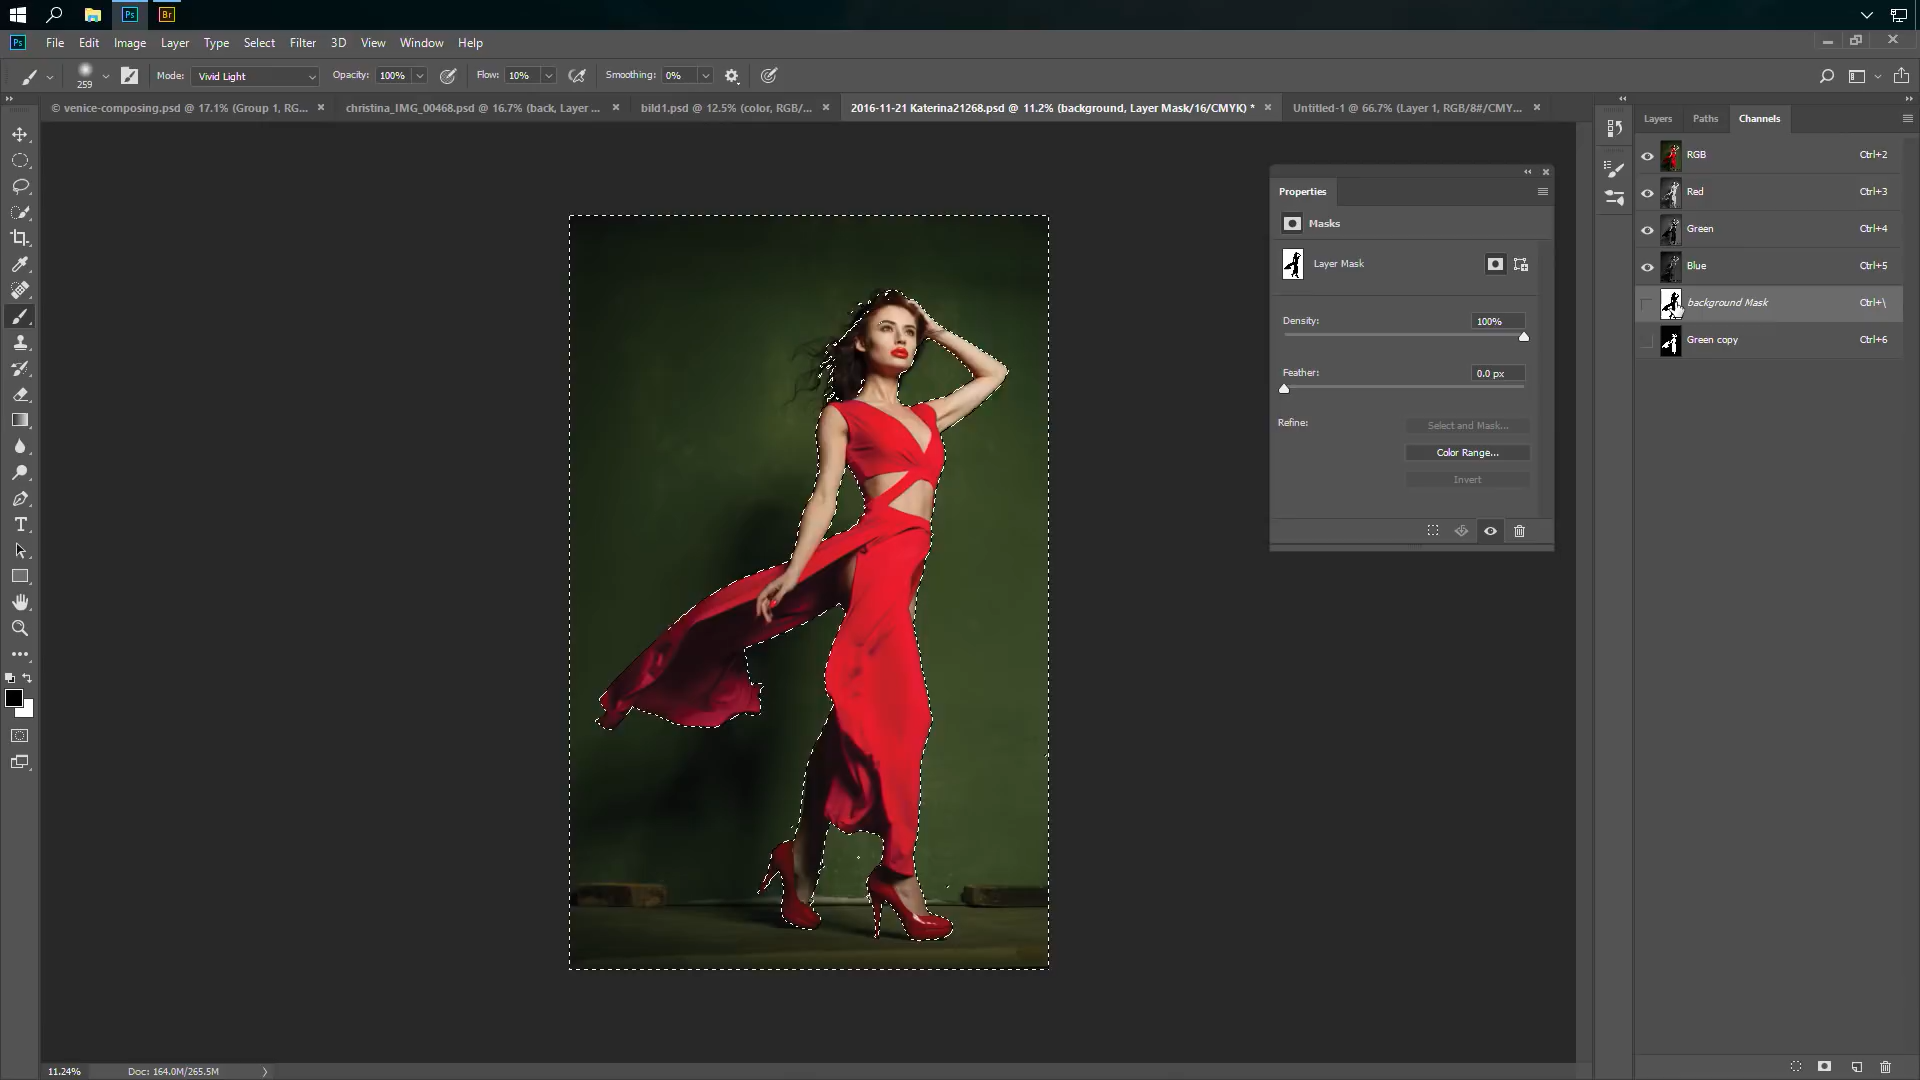 Ps
Br
Ps File Edit Image Layer Type Select Filter 3D View Window Help
259 Mode: Vivid Light Opacity: 100% Flow: 10% Smoothing: 0%
© venice-composing.psd @ 17.1% (Group 1, RG... × christina_IMG_00468.psd @ 16.7% (back, Layer ... × bild1.psd @ 12.5% (color, RGB/... × 2016-11-21 Katerina21268.psd @ 11.2% (background, Layer Mask/16/CMYK) * × Untitled-1 @ 66.7% (Layer 1, RGB/8#/CMY... ×
Layers Paths Channels
RGB Ctrl+2
Red Ctrl+3
Green Ctrl+4
Blue Ctrl+5
background Mask Ctrl+\
Green copy Ctrl+6
Properties
Masks
Layer Mask
Density: 100%
Feather: 0.0 px
Refine: Select and Mask...
Color Range...
Invert
11.24% Doc: 164.0M/265.5M